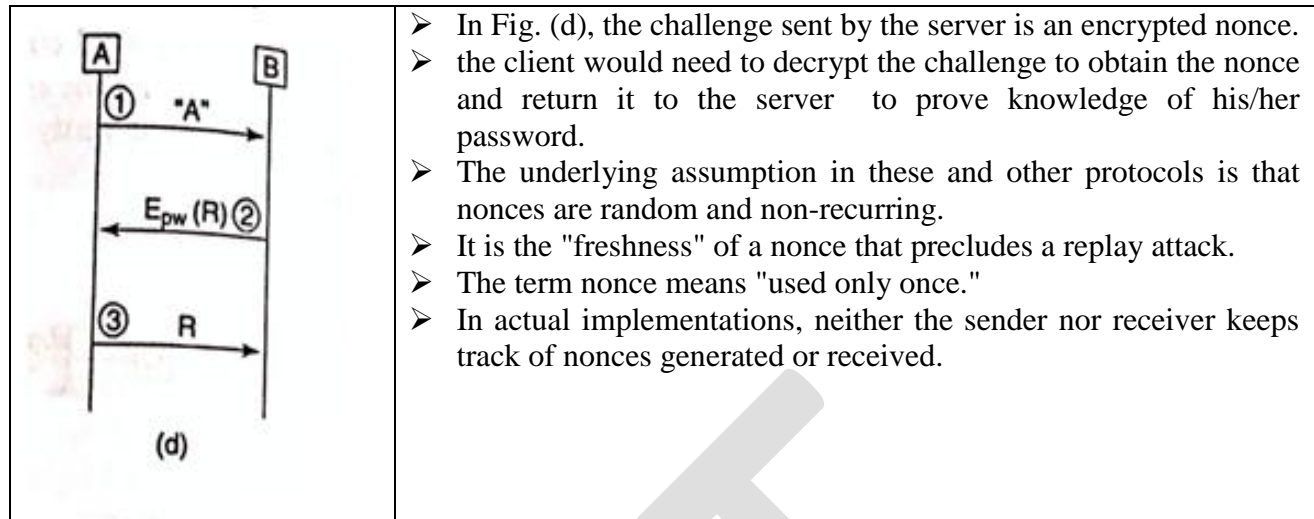 A
B
① "A"
E_pw (R) ②
③ R
(d)
➢ In Fig. (d), the challenge sent by the server is an encrypted nonce.
➢ the client would need to decrypt the challenge to obtain the nonce
and return it to the server to prove knowledge of his/her
password.
➢ The underlying assumption in these and other protocols is that
nonces are random and non-recurring.
➢ It is the "freshness" of a nonce that precludes a replay attack.
➢ The term nonce means "used only once."
➢ In actual implementations, neither the sender nor receiver keeps
track of nonces generated or received.